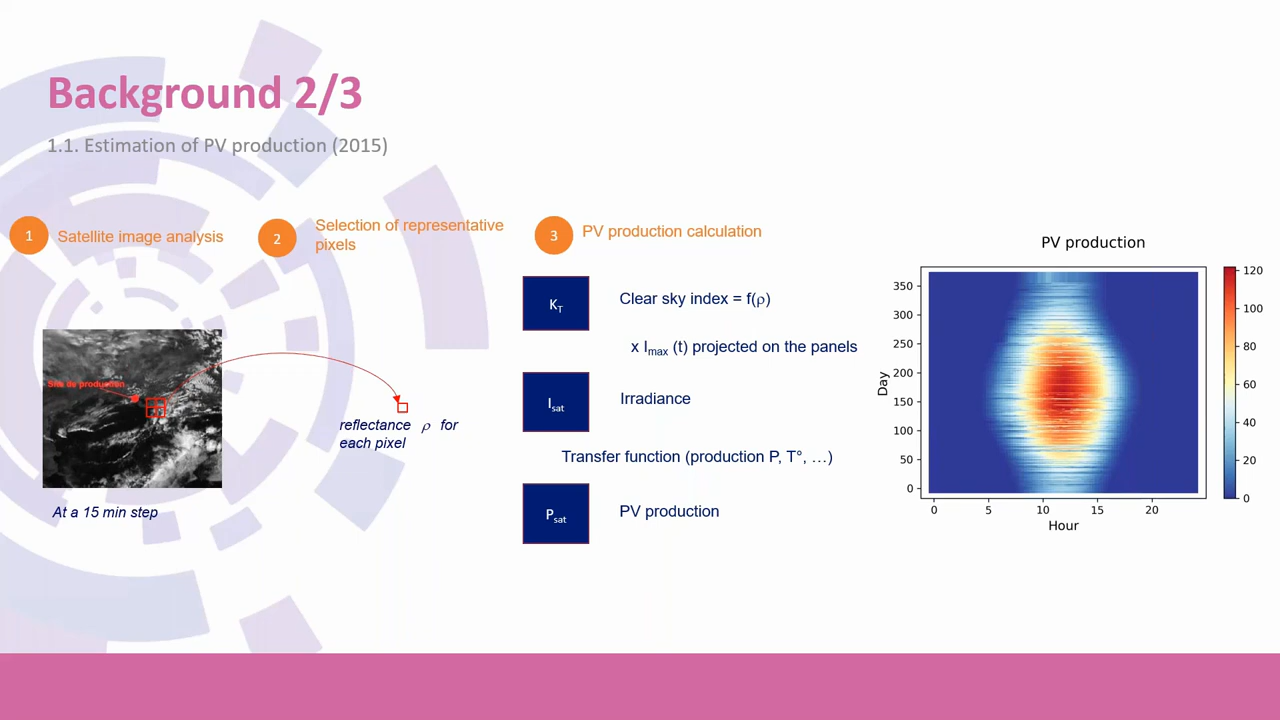 Background 2/3
1.1. Estimation of PV production (2015)
1
Satellite image analysis
2
Selection of representative
pixels
3
PV production calculation
Site de production
At a 15 min step
reflectance ρ for
each pixel
KT
Clear sky index = f(ρ)
x Imax (t) projected on the panels
Isat
Irradiance
Transfer function (production P, T°, …)
Psat
PV production
PV production
Day
350
300
250
200
150
100
50
0
0
5
10
15
20
Hour
120
100
80
60
40
20
0